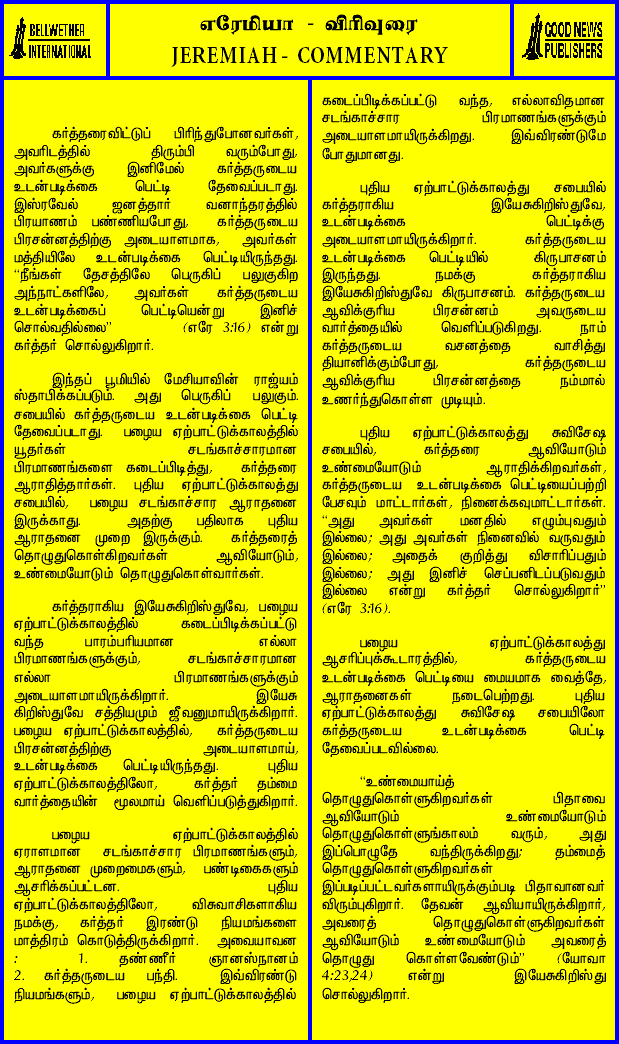 BELLWETHER
INTERNATIONAL
எரேமியா - விரிவுரை
JEREMIAH - COMMENTARY
GOOD NEWS
PUBLISHERS
கர்த்தரைவிட்டுப் பிரிந்துபோனவர்கள்,
அவரிடத்தில் திரும்பி வரும்போது,
அவர்களுக்கு இனிமேல் கர்த்தருடைய
உடன்படிக்கை பெட்டி தேவைப்படாது.
இஸ்ரவேல் ஜனத்தார் வனாந்தரத்தில்
பிரயாணம் பண்ணியபோது, கர்த்தருடைய
பிரசன்னத்திற்கு அடையாளமாக, அவர்கள்
மத்தியிலே உடன்படிக்கை பெட்டியிருந்தது.
“நீங்கள் தேசத்திலே பெருகிப் பலுகுகிற
அந்நாட்களிலே, அவர்கள் கர்த்தருடைய
உடன்படிக்கைப் பெட்டியென்று இனிச்
சொல்வதில்லை” (எரே 3:16) என்று
கர்த்தர் சொல்லுகிறார்.
இந்தப் பூமியில் மேசியாவின் ராஜ்யம்
ஸ்தாபிக்கப்படும். அது பெருகிப் பலுகும்.
சபையில் கர்த்தருடைய உடன்படிக்கை பெட்டி
தேவைப்படாது. பழைய ஏற்பாட்டுக்காலத்தில்
யூதர்கள் சடங்காச்சாரமான
பிரமாணங்களை கடைப்பிடித்து, கர்த்தரை
ஆராதித்தார்கள். புதிய ஏற்பாட்டுக்காலத்து
சபையில், பழைய சடங்காச்சார ஆராதனை
இருக்காது. அதற்கு பதிலாக புதிய
ஆராதனை முறை இருக்கும். கர்த்தரைத்
தொழுதுகொள்கிறவர்கள் ஆவியோடும்,
உண்மையோடும் தொழுதுகொள்வார்கள்.
கர்த்தராகிய இயேசுகிறிஸ்துவே, பழைய
ஏற்பாட்டுக்காலத்தில் கடைப்பிடிக்கப்பட்டு
வந்த பாரம்பரியமான எல்லா
பிரமாணங்களுக்கும், சடங்காச்சாரமான
எல்லா பிரமாணங்களுக்கும்
அடையாளமாயிருக்கிறார். இயேசு
கிறிஸ்துவே சத்தியமும் ஜீவனுமாயிருக்கிறார்.
பழைய ஏற்பாட்டுக்காலத்தில், கர்த்தருடைய
பிரசன்னத்திற்கு அடையாளமாய்,
உடன்படிக்கை பெட்டியிருந்தது. புதிய
ஏற்பாட்டுக்காலத்திலோ, கர்த்தர் தம்மை
வார்த்தையின் மூலமாய் வெளிப்படுத்துகிறார்.
பழைய ஏற்பாட்டுக்காலத்தில்
ஏராளமான சடங்காச்சார பிரமாணங்களும்,
ஆராதனை முறைமைகளும், பண்டிகைகளும்
ஆசரிக்கப்பட்டன. புதிய
ஏற்பாட்டுக்காலத்திலோ, விசுவாசிகளாகிய
நமக்கு, கர்த்தர் இரண்டு நியமங்களை
மாத்திரம் கொடுத்திருக்கிறார். அவையாவன
: 1. தண்ணீர் ஞானஸ்நானம்
2. கர்த்தருடைய பந்தி. இவ்விரண்டு
நியமங்களும், பழைய ஏற்பாட்டுக்காலத்தில்
கடைப்பிடிக்கப்பட்டு வந்த, எல்லாவிதமான
சடங்காச்சார பிரமாணங்களுக்கும்
அடையாளமாயிருக்கிறது. இவ்விரண்டுமே
போதுமானது.
புதிய ஏற்பாட்டுக்காலத்து சபையில்
கர்த்தராகிய இயேசுகிறிஸ்துவே,
உடன்படிக்கை பெட்டிக்கு
அடையாளமாயிருக்கிறார். கர்த்தருடைய
உடன்படிக்கை பெட்டியில் கிருபாசனம்
இருந்தது. நமக்கு கர்த்தராகிய
இயேசுகிறிஸ்துவே கிருபாசனம். கர்த்தருடைய
ஆவிக்குரிய பிரசன்னம் அவருடைய
வார்த்தையில் வெளிப்படுகிறது. நாம்
கர்த்தருடைய வசனத்தை வாசித்து
தியானிக்கும்போது, கர்த்தருடைய
ஆவிக்குரிய பிரசன்னத்தை நம்மால்
உணர்ந்துகொள்ள முடியும்.
புதிய ஏற்பாட்டுக்காலத்து சுவிசேஷ
சபையில், கர்த்தரை ஆவியோடும்
உண்மையோடும் ஆராதிக்கிறவர்கள்,
கர்த்தருடைய உடன்படிக்கை பெட்டியைப்பற்றி
பேசவும் மாட்டார்கள், நினைக்கவுமாட்டார்கள்.
“அது அவர்கள் மனதில் எழும்புவதும்
இல்லை; அது அவர்கள் நினைவில் வருவதும்
இல்லை; அதைக் குறித்து விசாரிப்பதும்
இல்லை; அது இனிச் செப்பனிடப்படுவதும்
இல்லை என்று கர்த்தர் சொல்லுகிறார்”
(எரே 3:16).
பழைய ஏற்பாட்டுக்காலத்து
ஆசரிப்புக்கூடாரத்தில், கர்த்தருடைய
உடன்படிக்கை பெட்டியை மையமாக வைத்தே,
ஆராதனைகள் நடைபெற்றது. புதிய
ஏற்பாட்டுக்காலத்து சுவிசேஷ சபையிலோ
கர்த்தருடைய உடன்படிக்கை பெட்டி
தேவைப்படவில்லை.
“உண்மையாய்த்
தொழுதுகொள்ளுகிறவர்கள் பிதாவை
ஆவியோடும் உண்மையோடும்
தொழுதுகொள்ளுங்காலம் வரும், அது
இப்பொழுதே வந்திருக்கிறது; தம்மைத்
தொழுதுகொள்ளுகிறவர்கள்
இப்படிப்பட்டவர்களாயிருக்கும்படி பிதாவானவர்
விரும்புகிறார். தேவன் ஆவியாயிருக்கிறார்,
அவரைத் தொழுதுகொள்ளுகிறவர்கள்
ஆவியோடும் உண்மையோடும் அவரைத்
தொழுது கொள்ளவேண்டும்” (யோவா
4:23,24) என்று இயேசுகிறிஸ்து
சொல்லுகிறார்.